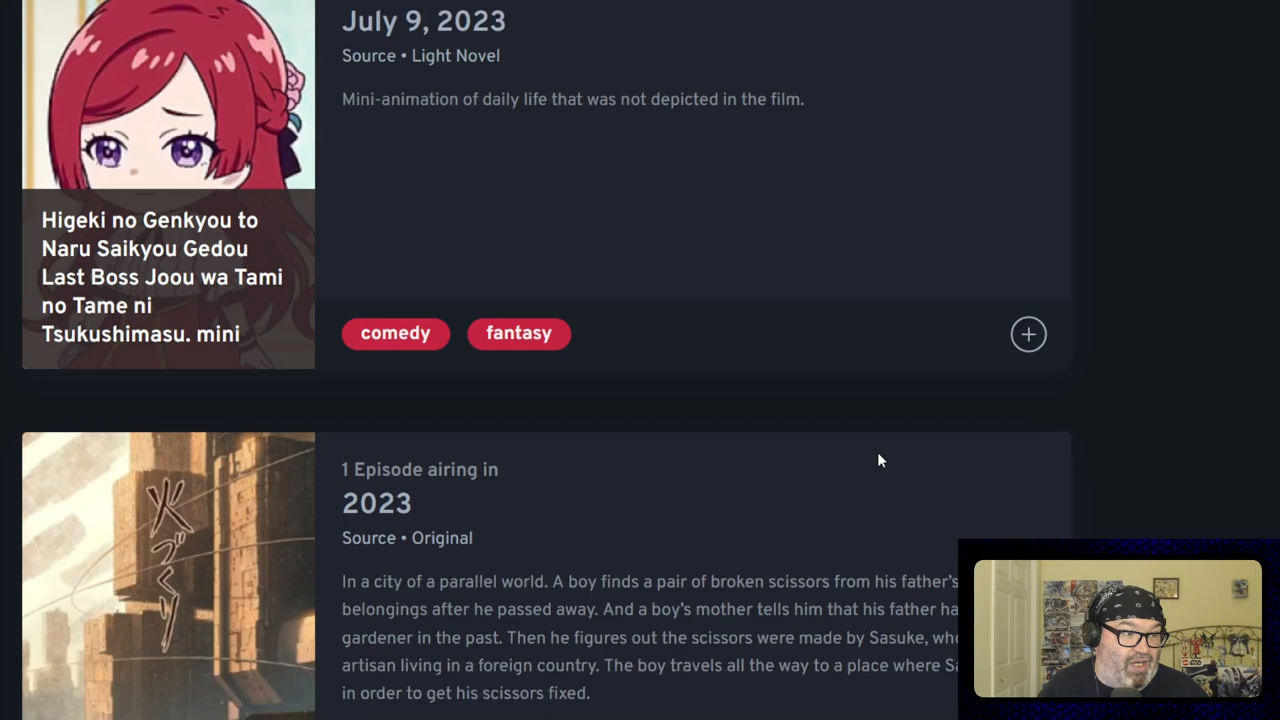 July 9, 2023
Source • Light Novel
Mini-animation of daily life that was not depicted in the film.
Higeki no Genkyou to
Naru Saikyou Gedou
Last Boss Joou wa Tami
no Tame ni
Tsukushimasu. mini
comedy
fantasy
火づくり
1 Episode airing in
2023
Source • Original
In a city of a parallel world. A boy finds a pair of broken scissors from his father's
belongings after he passed away. And a boy's mother tells him that his father ha
gardener in the past. Then he figures out the scissors were made by Sasuke, who
artisan living in a foreign country. The boy travels all the way to a place where Sa
in order to get his scissors fixed.